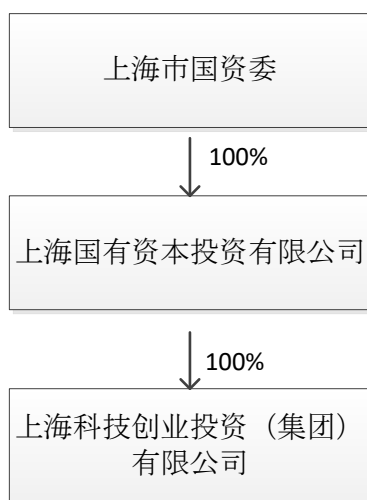 上海市国资委
100%
上海国有资本投资有限公司
100%
上海科技创业投资（集团）
有限公司